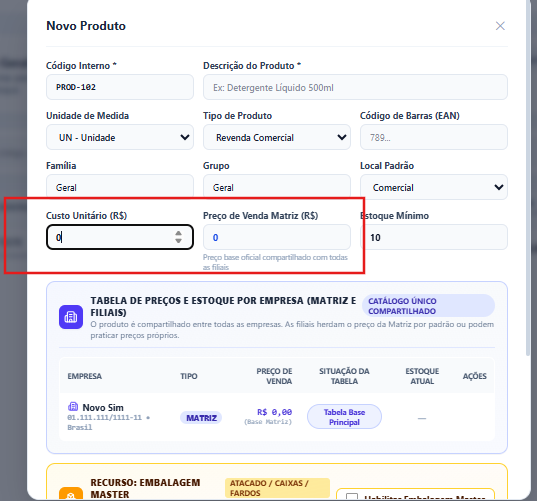 Novo Produto
Código Interno *
Descrição do Produto *
PROD-102
Ex: Detergente Líquido 500ml
Unidade de Medida
Tipo de Produto
Código de Barras (EAN)
UN - Unidade
Revenda Comercial
789...
Família
Grupo
Local Padrão
Geral
Geral
Comercial
Custo Unitário (R$)
Preço de Venda Matriz (R$)
Estoque Mínimo
0
0
10
Preço base oficial compartilhado com todas
as filiais
TABELA DE PREÇOS E ESTOQUE POR EMPRESA (MATRIZ E
FILIAIS)
CATÁLOGO ÚNICO
COMPARTILHADO
O produto é compartilhado entre todas as empresas. As filiais herdam o preço da Matriz por padrão ou podem
praticar preços próprios.
EMPRESA
TIPO
PREÇO DE
VENDA
SITUAÇÃO DA
TABELA
ESTOQUE
ATUAL
AÇÕES
Novo Sim
01.111.111/1111-11 •
Brasil
MATRIZ
R$ 0,00
(Base Matriz)
Tabela Base
Principal
—
RECURSO: EMBALAGEM
MASTER
ATACADO / CAIXAS /
FARDOS
Habilitar Embalagem Master